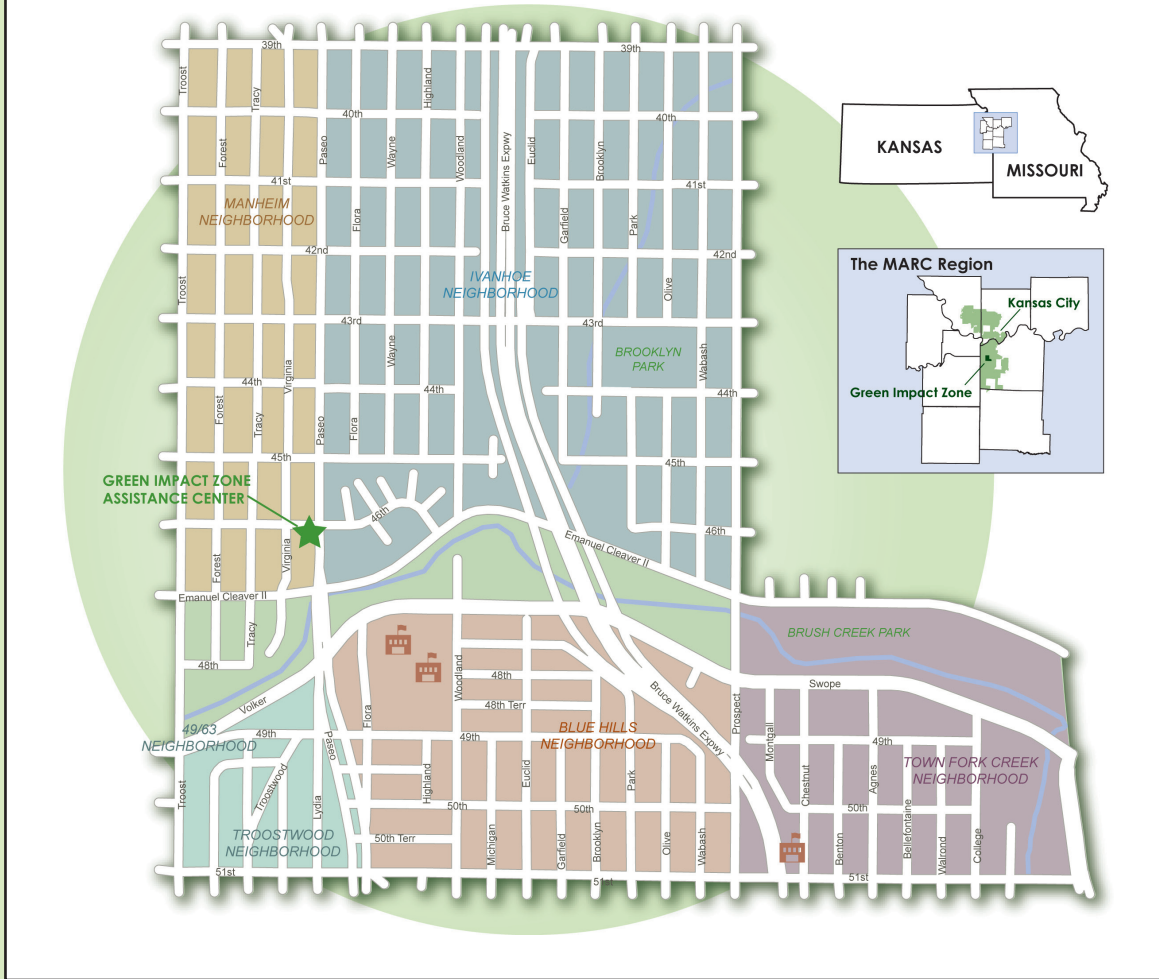 39th
39th
Troost
Tracy
Highland
40th
40th
Forest
Paseo
Wayne
Woodland
Bruce Watkins Expwy
Euclid
Brooklyn
41st
41st
MANHEIM
NEIGHBORHOOD
Flora
Garfield
Park
42nd
42nd
Troost
IVANHOE
NEIGHBORHOOD
Olive
43rd
43rd
Wayne
BROOKLYN
PARK
Wabash
Virginia
44th
44th
44th
Forest
Tracy
Paseo
Flora
45th
45th
GREEN IMPACT ZONE
ASSISTANCE CENTER
46th
46th
Forest
Virginia
Emanuel Cleaver II
Emanuel Cleaver II
Tracy
48th
BRUSH CREEK PARK
Woodland
48th
Swope
48th Terr
Volker
Flora
Bruce Watkins Expwy
Prospect
49/63
NEIGHBORHOOD
49th
Paseo
49th
BLUE HILLS
NEIGHBORHOOD
Montgall
49th
TOWN FORK CREEK
NEIGHBORHOOD
Troost
Troostwood
Lydia
Highland
Euclid
Park
Chestnut
Agnes
50th
50th
50th
TROOSTWOOD
NEIGHBORHOOD
50th Terr
Michigan
Garfield
Brooklyn
Olive
Wabash
Benton
Bellefontaine
Walrond
College
51st
51st
51st
KANSAS
MISSOURI
The MARC Region
Kansas City
Green Impact Zone